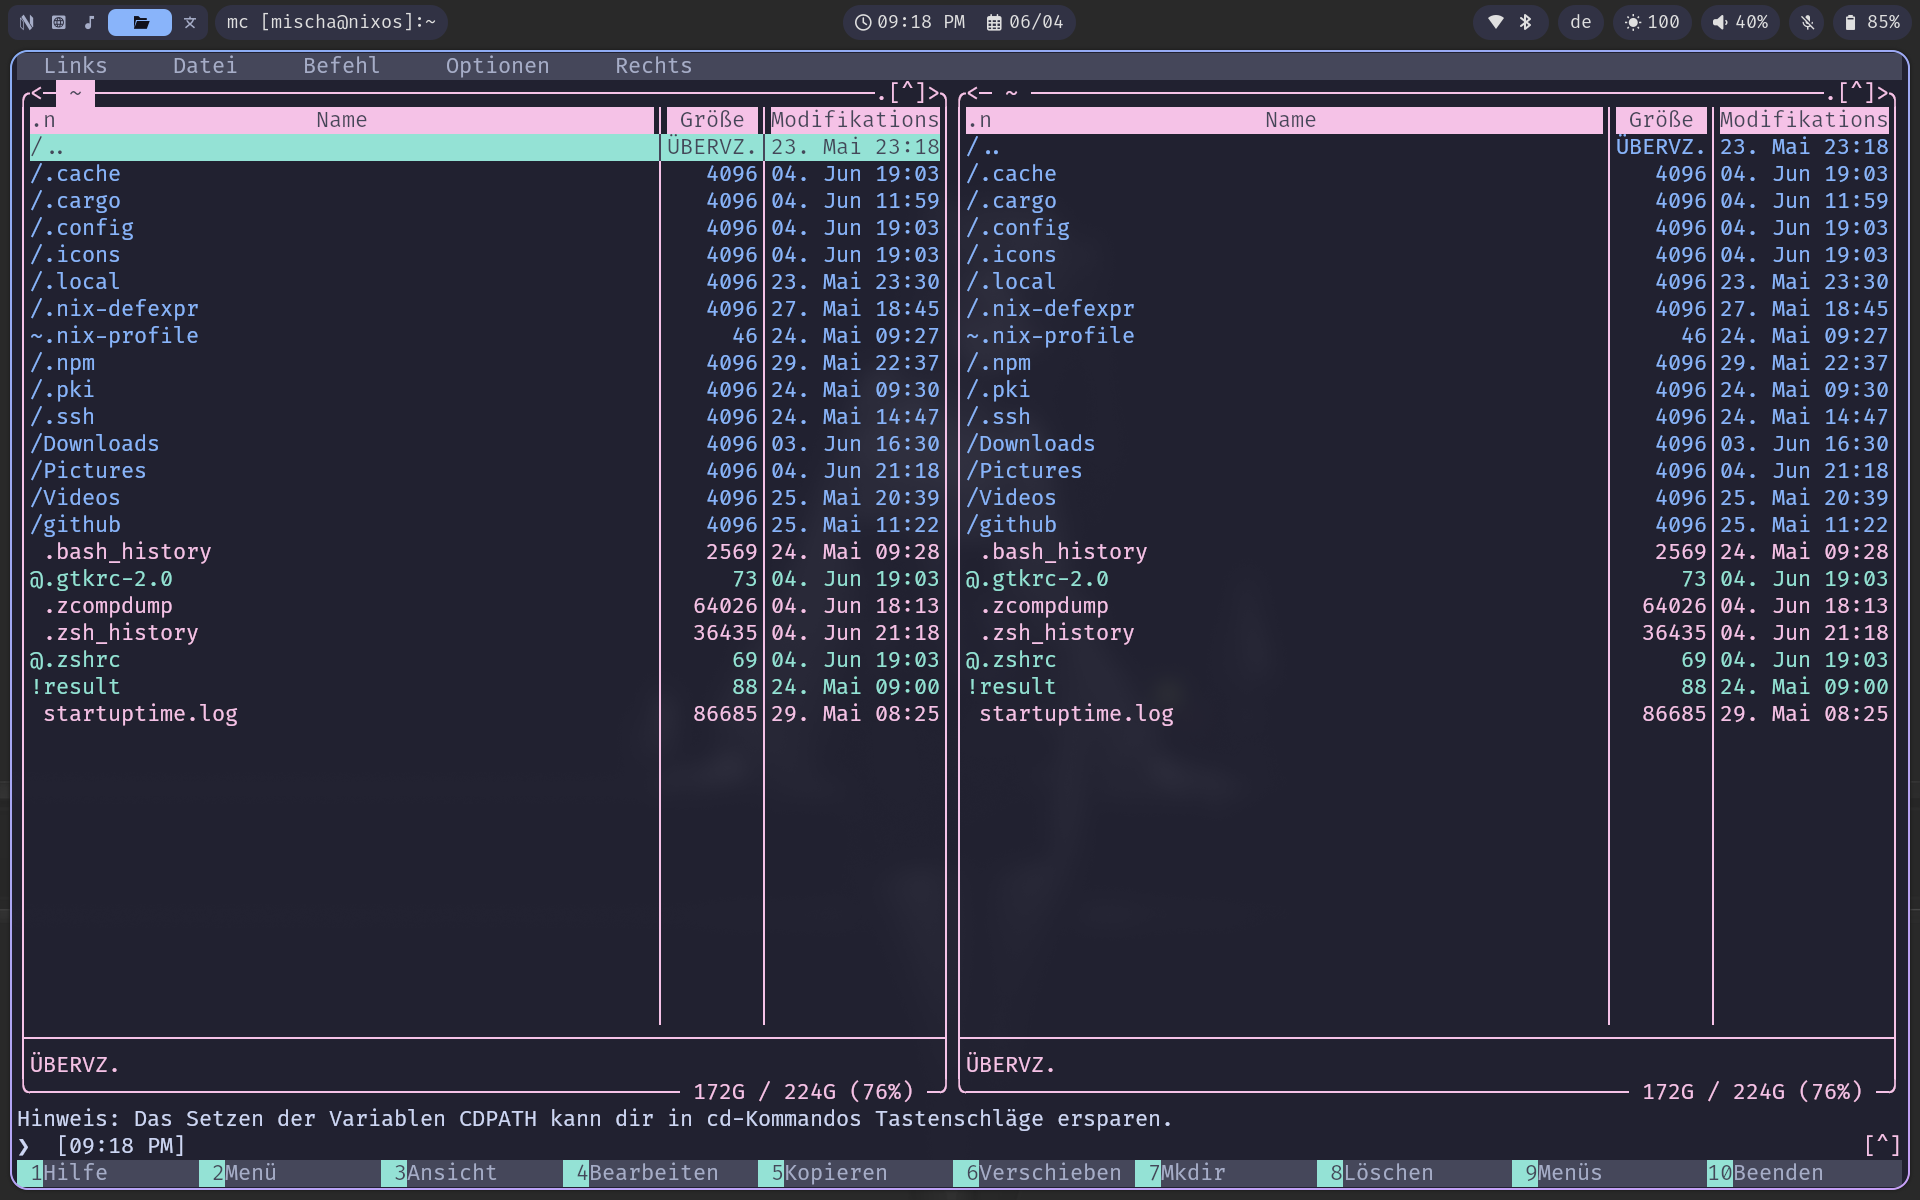 mc [mischa@nixos]:~ 09:18 PM 06/04 de 100 40% 85%
Links Datei Befehl Optionen Rechts
<─ ~ ─.[^]> <─ ~ ─.[^]>
.n Name Größe Modifikations .n Name Größe Modifikations
/.. ÜBERVZ. 23. Mai 23:18 /.. ÜBERVZ. 23. Mai 23:18
/.cache 4096 04. Jun 19:03 /.cache 4096 04. Jun 19:03
/.cargo 4096 04. Jun 11:59 /.cargo 4096 04. Jun 11:59
/.config 4096 04. Jun 19:03 /.config 4096 04. Jun 19:03
/.icons 4096 04. Jun 19:03 /.icons 4096 04. Jun 19:03
/.local 4096 23. Mai 23:30 /.local 4096 23. Mai 23:30
/.nix-defexpr 4096 27. Mai 18:45 /.nix-defexpr 4096 27. Mai 18:45
~.nix-profile 46 24. Mai 09:27 ~.nix-profile 46 24. Mai 09:27
/.npm 4096 29. Mai 22:37 /.npm 4096 29. Mai 22:37
/.pki 4096 24. Mai 09:30 /.pki 4096 24. Mai 09:30
/.ssh 4096 24. Mai 14:47 /.ssh 4096 24. Mai 14:47
/Downloads 4096 03. Jun 16:30 /Downloads 4096 03. Jun 16:30
/Pictures 4096 04. Jun 21:18 /Pictures 4096 04. Jun 21:18
/Videos 4096 25. Mai 20:39 /Videos 4096 25. Mai 20:39
/github 4096 25. Mai 11:22 /github 4096 25. Mai 11:22
.bash_history 2569 24. Mai 09:28 .bash_history 2569 24. Mai 09:28
@.gtkrc-2.0 73 04. Jun 19:03 @.gtkrc-2.0 73 04. Jun 19:03
.zcompdump 64026 04. Jun 18:13 .zcompdump 64026 04. Jun 18:13
.zsh_history 36435 04. Jun 21:18 .zsh_history 36435 04. Jun 21:18
@.zshrc 69 04. Jun 19:03 @.zshrc 69 04. Jun 19:03
!result 88 24. Mai 09:00 !result 88 24. Mai 09:00
startuptime.log 86685 29. Mai 08:25 startuptime.log 86685 29. Mai 08:25
ÜBERVZ. ÜBERVZ.
172G / 224G (76%) 172G / 224G (76%)
Hinweis: Das Setzen der Variablen CDPATH kann dir in cd-Kommandos Tastenschläge ersparen.
❯ [09:18 PM] [^]
1Hilfe 2Menü 3Ansicht 4Bearbeiten 5Kopieren 6Verschieben 7Mkdir 8Löschen 9Menüs 10Beenden